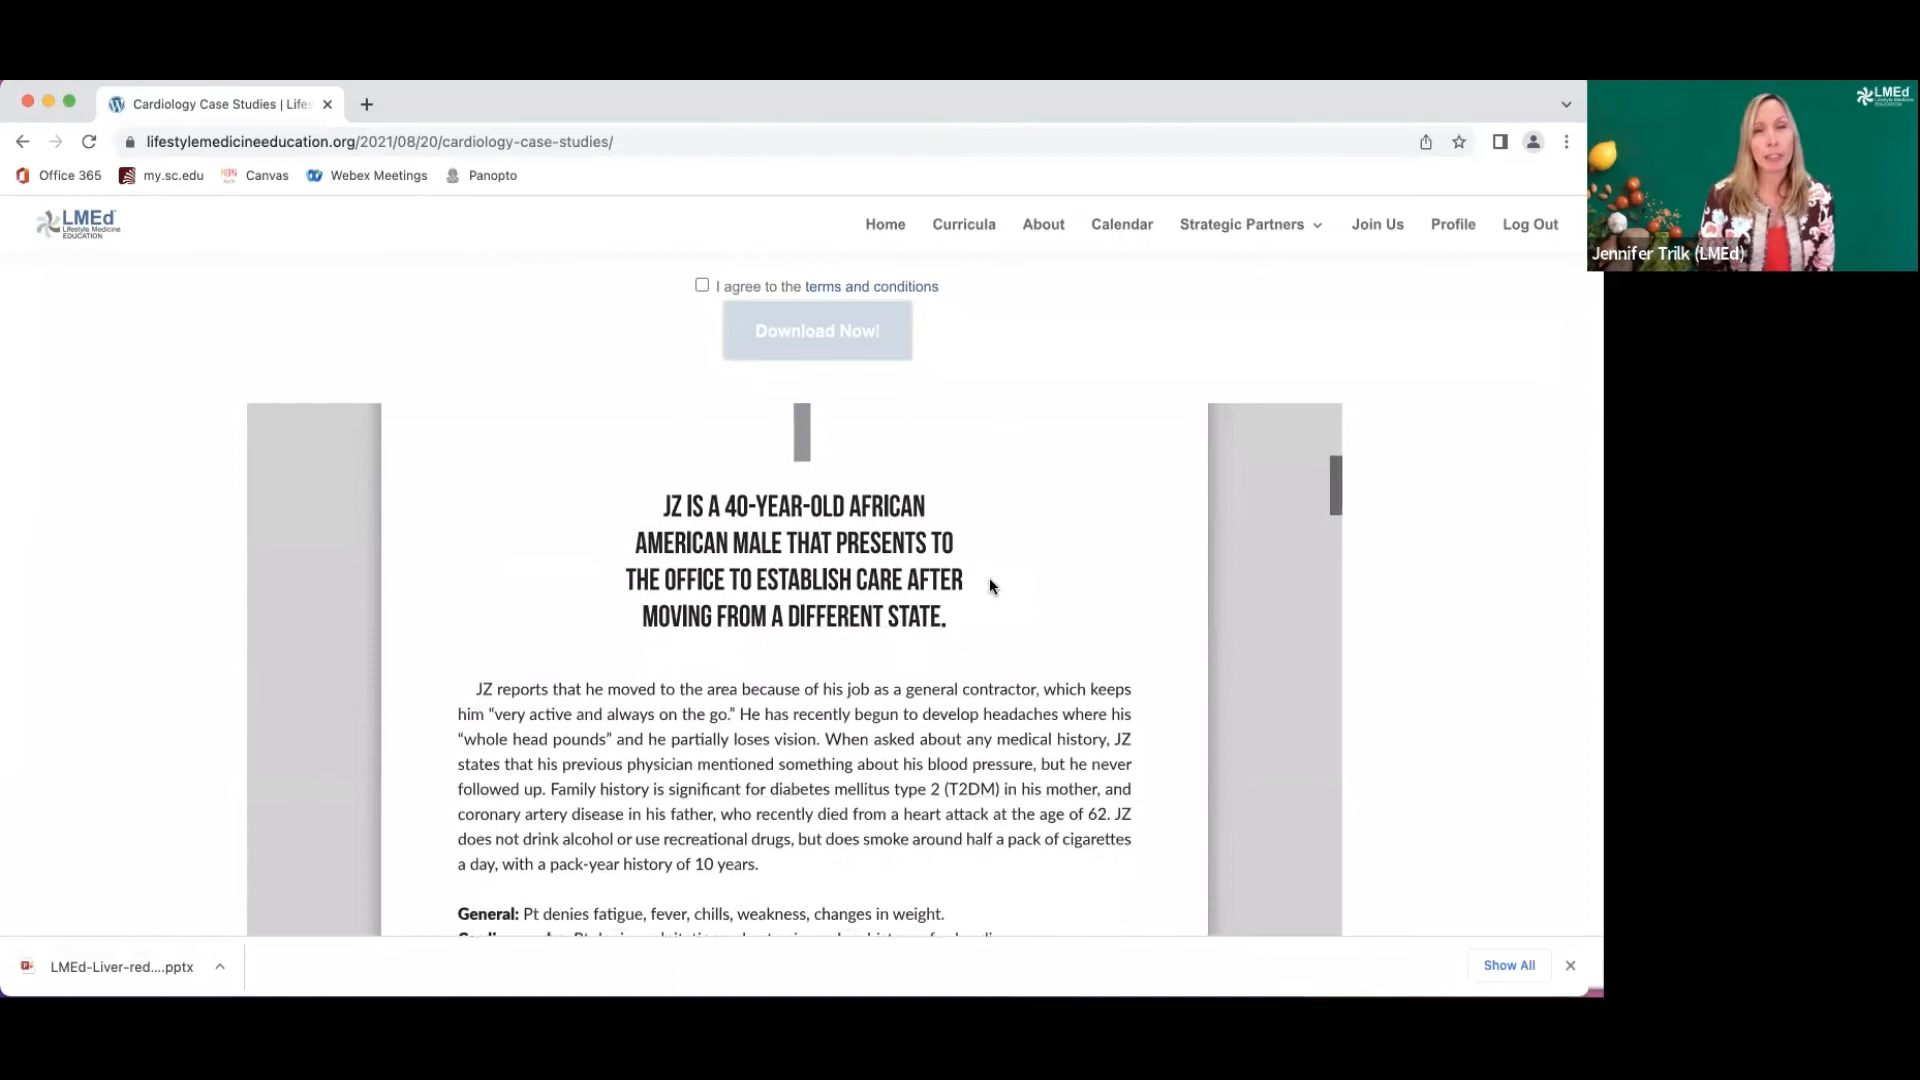 Cardiology Case Studies | Lifes
lifestylemedicineeducation.org/2021/08/20/cardiology-case-studies/
Office 365 my.sc.edu Canvas Webex Meetings Panopto
LMEd
Lifestyle Medicine
EDUCATION
Home Curricula About Calendar Strategic Partners Join Us Profile Log Out
LMEd
Lifestyle Medicine
EDUCATION
Jennifer Trilk (LMEd)
I agree to the terms and conditions
Download Now!
JZ IS A 40-YEAR-OLD AFRICAN
AMERICAN MALE THAT PRESENTS TO
THE OFFICE TO ESTABLISH CARE AFTER
MOVING FROM A DIFFERENT STATE.
JZ reports that he moved to the area because of his job as a general contractor, which keeps
him “very active and always on the go.” He has recently begun to develop headaches where his
“whole head pounds” and he partially loses vision. When asked about any medical history, JZ
states that his previous physician mentioned something about his blood pressure, but he never
followed up. Family history is significant for diabetes mellitus type 2 (T2DM) in his mother, and
coronary artery disease in his father, who recently died from a heart attack at the age of 62. JZ
does not drink alcohol or use recreational drugs, but does smoke around half a pack of cigarettes
a day, with a pack-year history of 10 years.
General: Pt denies fatigue, fever, chills, weakness, changes in weight.
LMEd-Liver-red....pptx
Show All